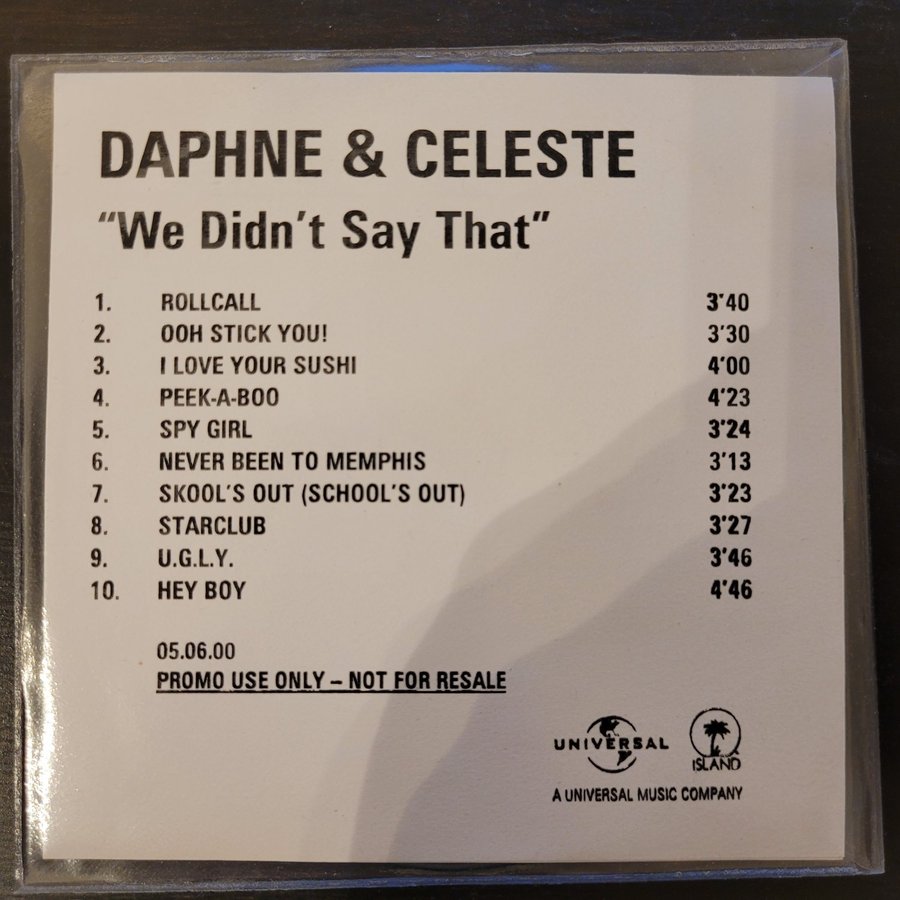 DAPHNE & CELESTE
“We Didn’t Say That”
1. ROLLCALL 3'40
2. OOH STICK YOU! 3'30
3. I LOVE YOUR SUSHI 4'00
4. PEEK-A-BOO 4'23
5. SPY GIRL 3'24
6. NEVER BEEN TO MEMPHIS 3'13
7. SKOOL'S OUT (SCHOOL'S OUT) 3'23
8. STARCLUB 3'27
9. U.G.L.Y. 3'46
10. HEY BOY 4'46
05.06.00
PROMO USE ONLY – NOT FOR RESALE
UNIVERSAL ISLAND
A UNIVERSAL MUSIC COMPANY